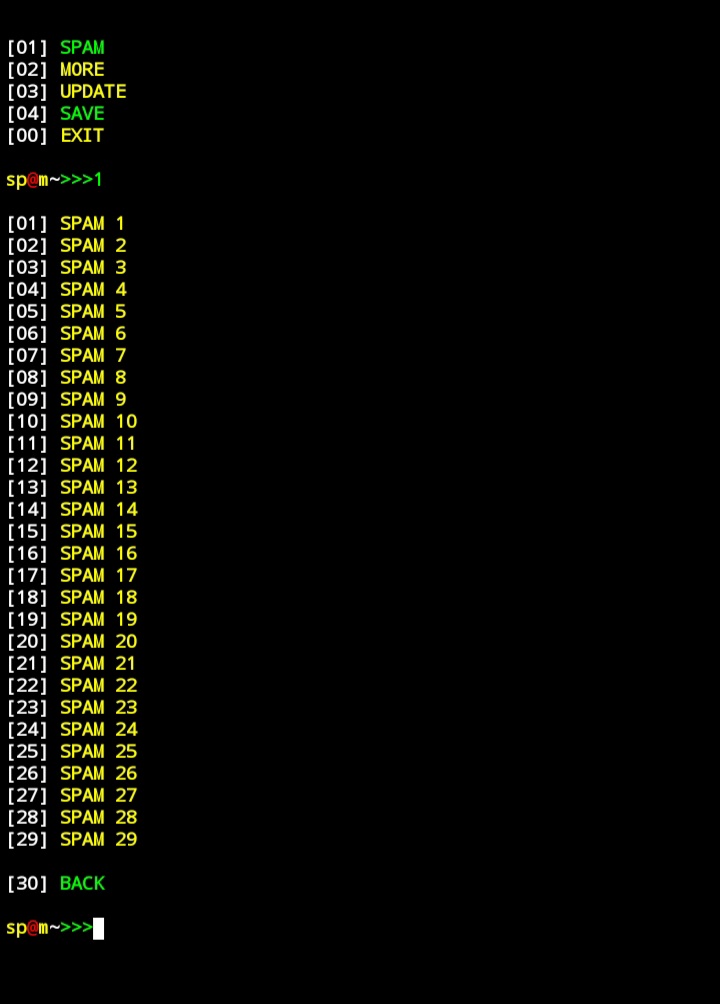 [01] SPAM
[02] MORE
[03] UPDATE
[04] SAVE
[00] EXIT
sp@m~>>>1
[01] SPAM 1
[02] SPAM 2
[03] SPAM 3
[04] SPAM 4
[05] SPAM 5
[06] SPAM 6
[07] SPAM 7
[08] SPAM 8
[09] SPAM 9
[10] SPAM 10
[11] SPAM 11
[12] SPAM 12
[13] SPAM 13
[14] SPAM 14
[15] SPAM 15
[16] SPAM 16
[17] SPAM 17
[18] SPAM 18
[19] SPAM 19
[20] SPAM 20
[21] SPAM 21
[22] SPAM 22
[23] SPAM 23
[24] SPAM 24
[25] SPAM 25
[26] SPAM 26
[27] SPAM 27
[28] SPAM 28
[29] SPAM 29
[30] BACK
sp@m~>>>